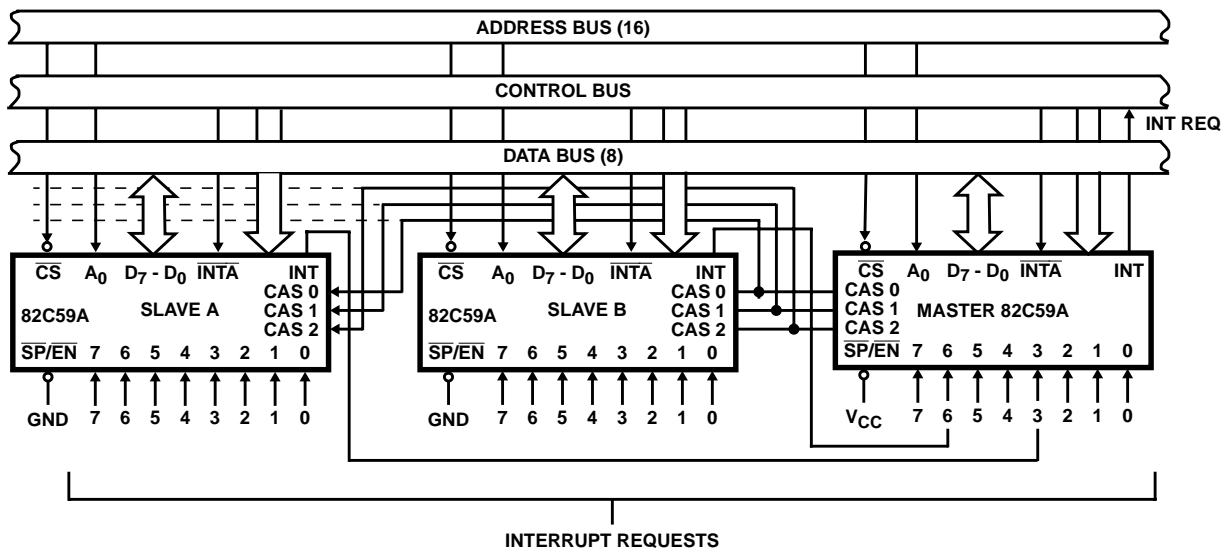 ADDRESS BUS (16)
CONTROL BUS
INT REQ
DATA BUS (8)
CS A0 D7 - D0 INTA INT
CAS 0
CAS 1
CAS 2
82C59A SLAVE A
SP/EN 7 6 5 4 3 2 1 0
GND 7 6 5 4 3 2 1 0
CS A0 D7 - D0 INTA INT
CAS 0
CAS 1
CAS 2
82C59A SLAVE B
SP/EN 7 6 5 4 3 2 1 0
GND 7 6 5 4 3 2 1 0
CS A0 D7 - D0 INTA INT
CAS 0
CAS 1
CAS 2
MASTER 82C59A
SP/EN 7 6 5 4 3 2 1 0
VCC 7 6 5 4 3 2 1 0
INTERRUPT REQUESTS